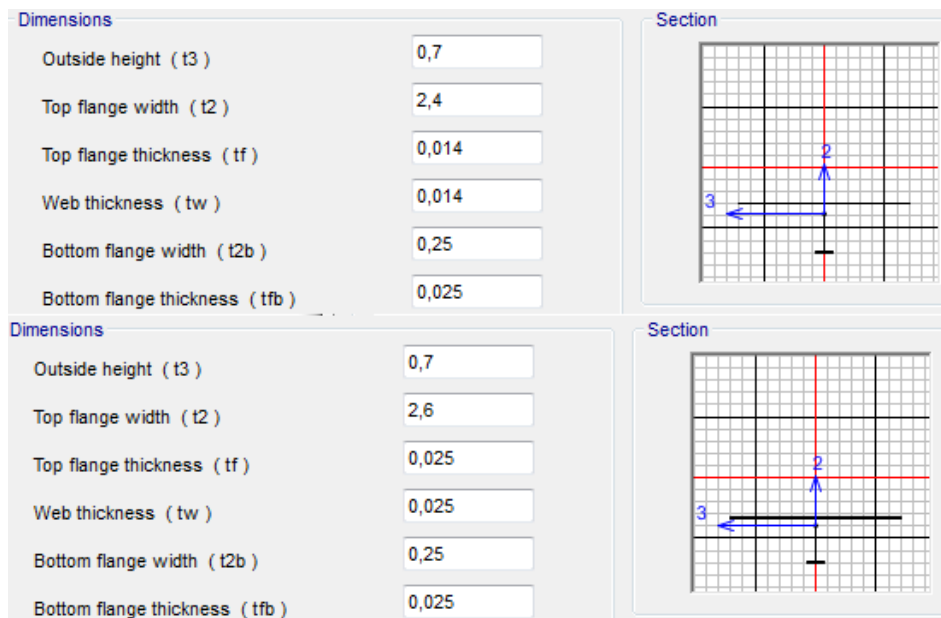 Dimensions
Section
Outside height ( t3 )
0,7
Top flange width ( t2 )
2,4
Top flange thickness ( tf )
0,014
Web thickness ( tw )
0,014
Bottom flange width ( t2b )
0,25
Bottom flange thickness ( tfb )
0,025
2
3
Dimensions
Section
Outside height ( t3 )
0,7
Top flange width ( t2 )
2,6
Top flange thickness ( tf )
0,025
Web thickness ( tw )
0,025
Bottom flange width ( t2b )
0,25
Bottom flange thickness ( tfb )
0,025
2
3